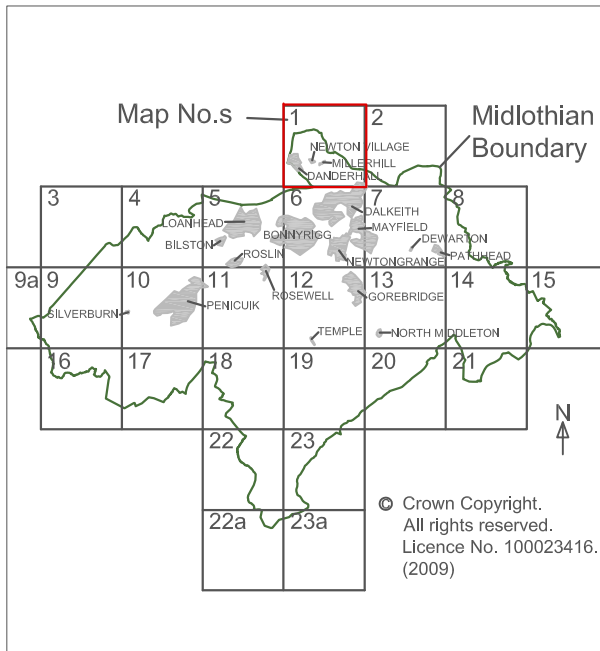 Map No.s
1
2
Midlothian
Boundary
NEWTON VILLAGE
MILLERHILL
DANDERHALL
3
4
5
6
7
8
LOANHEAD
DALKEITH
BONNYRIGG
MAYFIELD
BILSTON
DEWARTON
ROSLIN
PATHHEAD
NEWTONGRANGE
9a
9
10
11
12
13
14
15
SILVERBURN
PENICUIK
ROSEWELL
GOREBRIDGE
TEMPLE
NORTH MIDDLETON
16
17
18
19
20
21
N
22
23
© Crown Copyright.
All rights reserved.
Licence No. 100023416.
(2009)
22a
23a